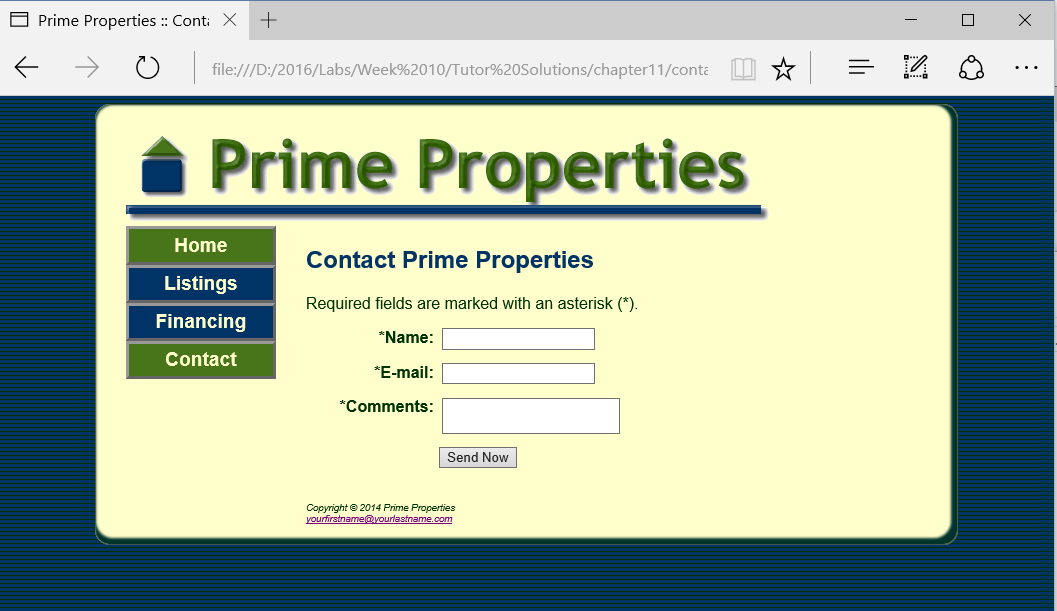 Prime Properties :: Conta
file:///D:/2016/Labs/Week%2010/Tutor%20Solutions/chapter11/conta
Prime Properties
Home
Listings
Financing
Contact
Contact Prime Properties
Required fields are marked with an asterisk (*).
*Name:
*E-mail:
*Comments:
Send Now
Copyright © 2014 Prime Properties
yourfirstname@yourlastname.com